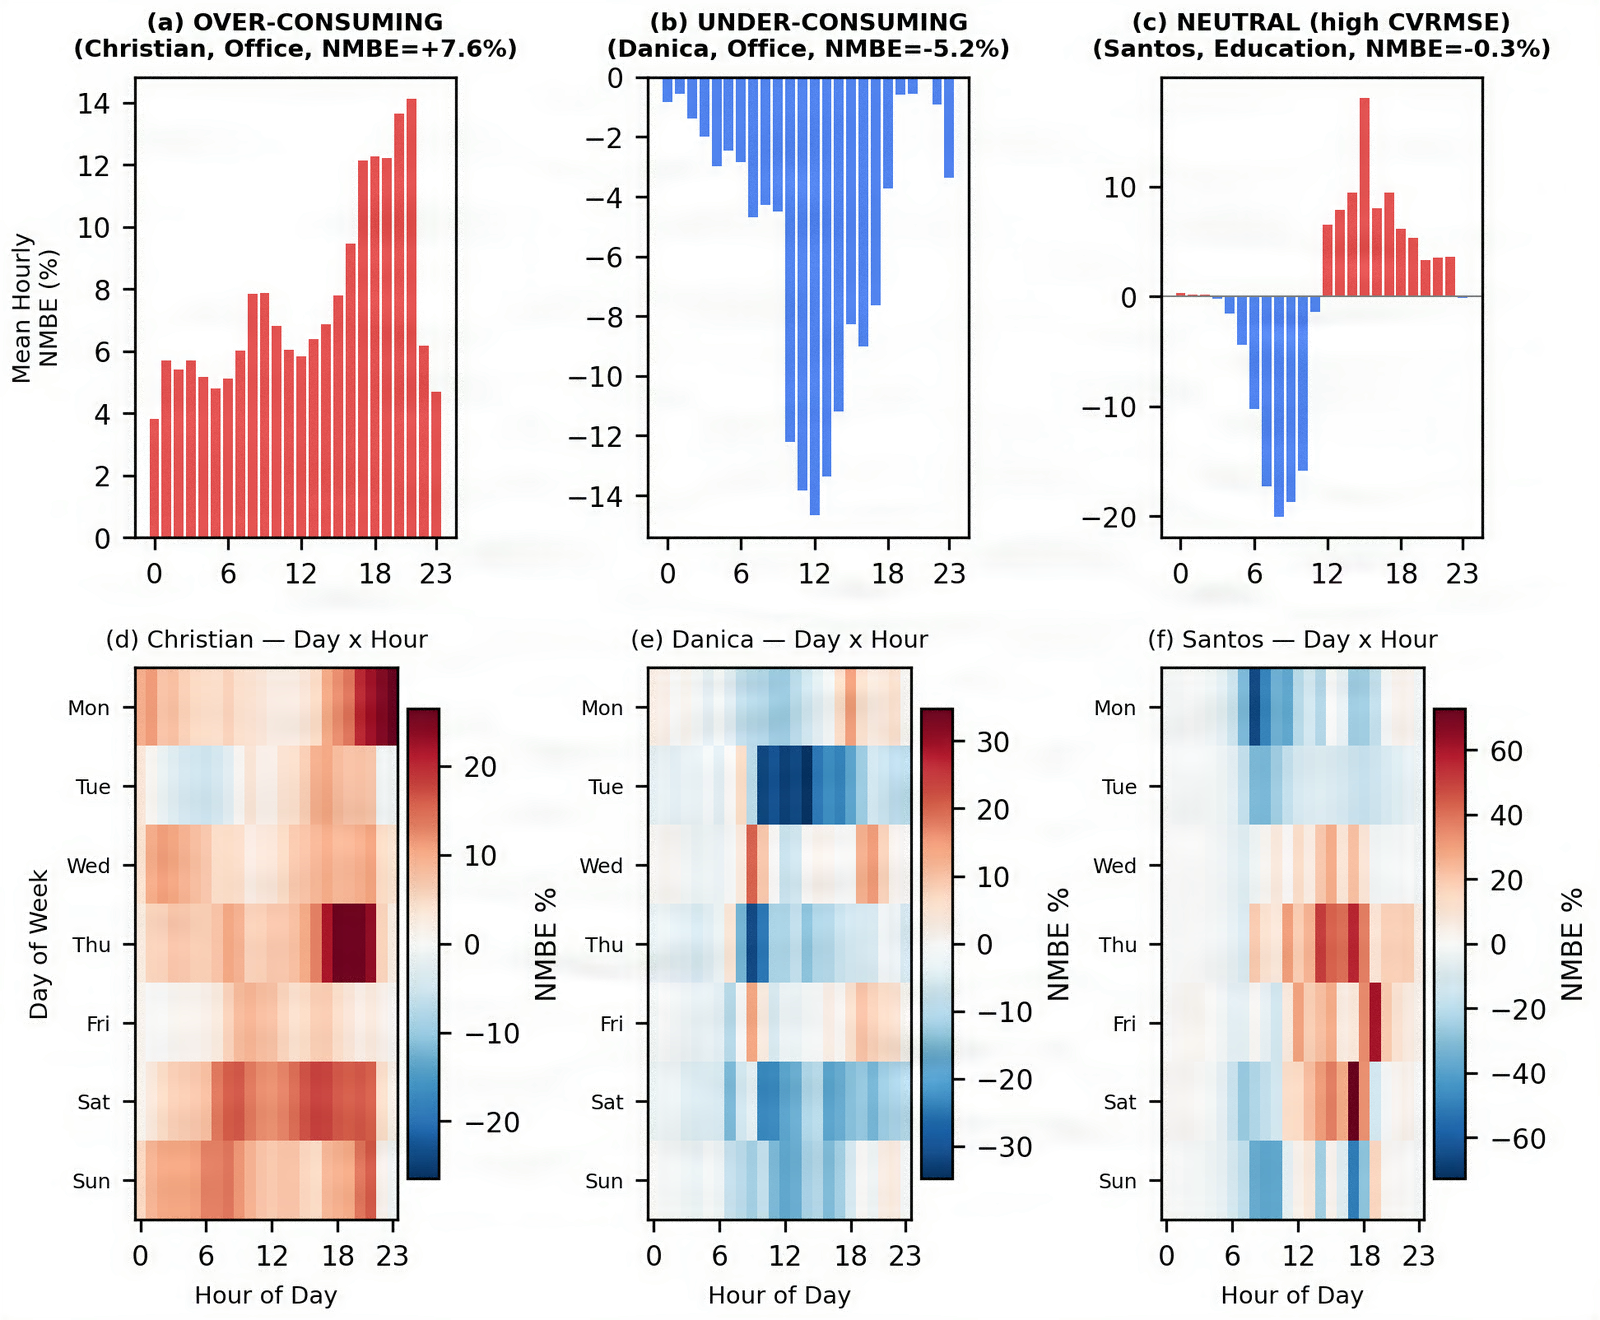 (a) OVER-CONSUMING
(Christian, Office, NMBE=+7.6%)
(b) UNDER-CONSUMING
(Danica, Office, NMBE=-5.2%)
(c) NEUTRAL (high CVRMSE)
(Santos, Education, NMBE=-0.3%)
Mean Hourly
NMBE (%)
14
12
10
8
6
4
2
0
0 6 12 18 23
0
−2
−4
−6
−8
−10
−12
−14
0 6 12 18 23
10
0
−10
−20
0 6 12 18 23
(d) Christian — Day x Hour
Day of Week
Mon
Tue
Wed
Thu
Fri
Sat
Sun
0 6 12 18 23
Hour of Day
20
10
0
−10
−20
NMBE %
(e) Danica — Day x Hour
Mon
Tue
Wed
Thu
Fri
Sat
Sun
0 6 12 18 23
Hour of Day
30
20
10
0
−10
−20
−30
NMBE %
(f) Santos — Day x Hour
Mon
Tue
Wed
Thu
Fri
Sat
Sun
0 6 12 18 23
Hour of Day
60
40
20
0
−20
−40
−60
NMBE %